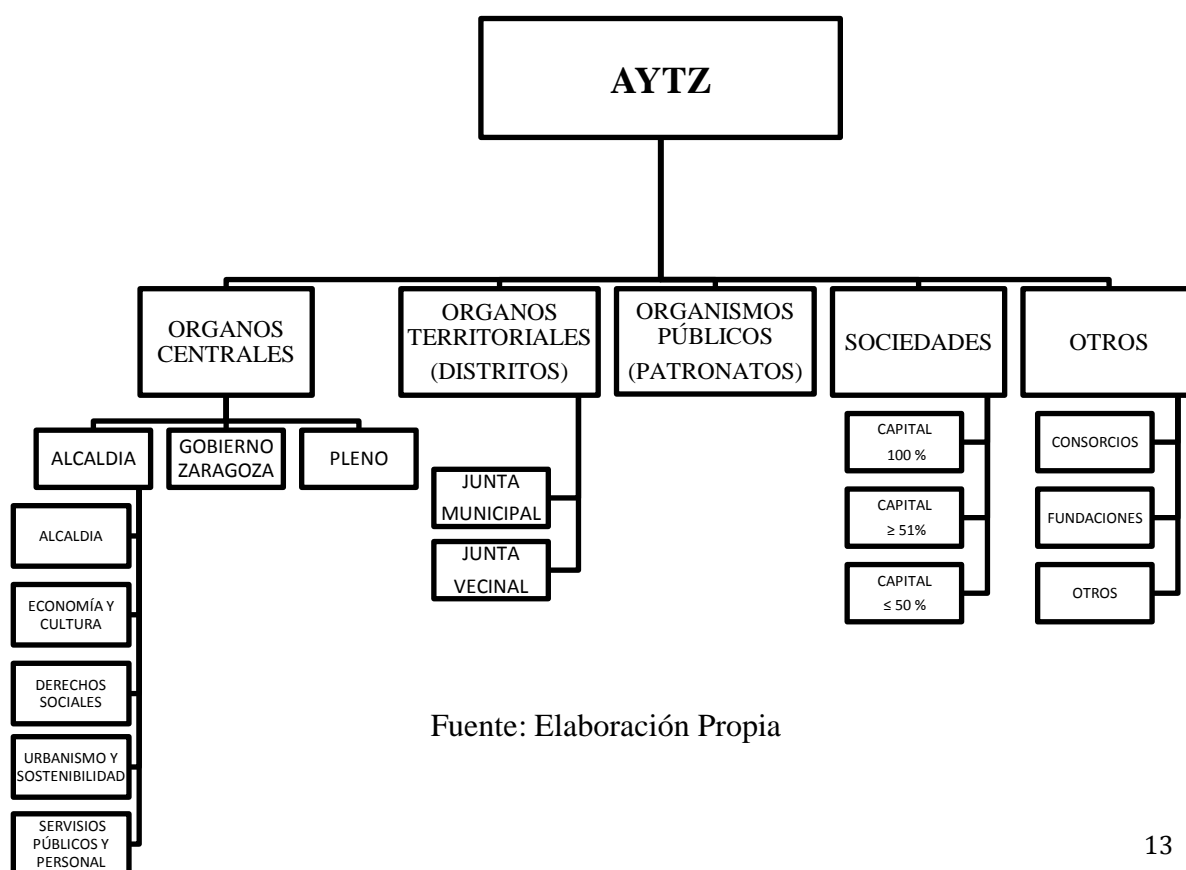 AYTZ
ORGANOS
CENTRALES
ORGANOS
TERRITORIALES
(DISTRITOS)
ORGANISMOS
PÚBLICOS
(PATRONATOS)
SOCIEDADES
OTROS
ALCALDIA
GOBIERNO
ZARAGOZA
PLENO
ALCALDIA
ECONOMÍA Y
CULTURA
DERECHOS
SOCIALES
URBANISMO Y
SOSTENIBILIDAD
SERVISIOS
PÚBLICOS Y
PERSONAL
JUNTA
MUNICIPAL
JUNTA
VECINAL
CAPITAL
100 %
CAPITAL
≥ 51%
CAPITAL
≤ 50 %
CONSORCIOS
FUNDACIONES
OTROS
Fuente: Elaboración Propia
13